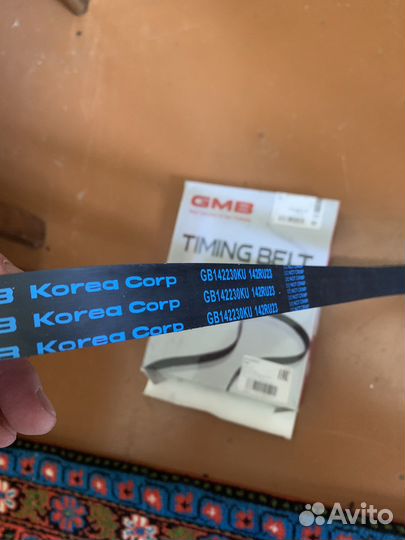 GMB
TIMING BELT
B Korea Corp GB142230KU 142RU23
B Korea Corp GB142230KU 142RU23
B Korea Corp GB142230KU 142RU23
Avito